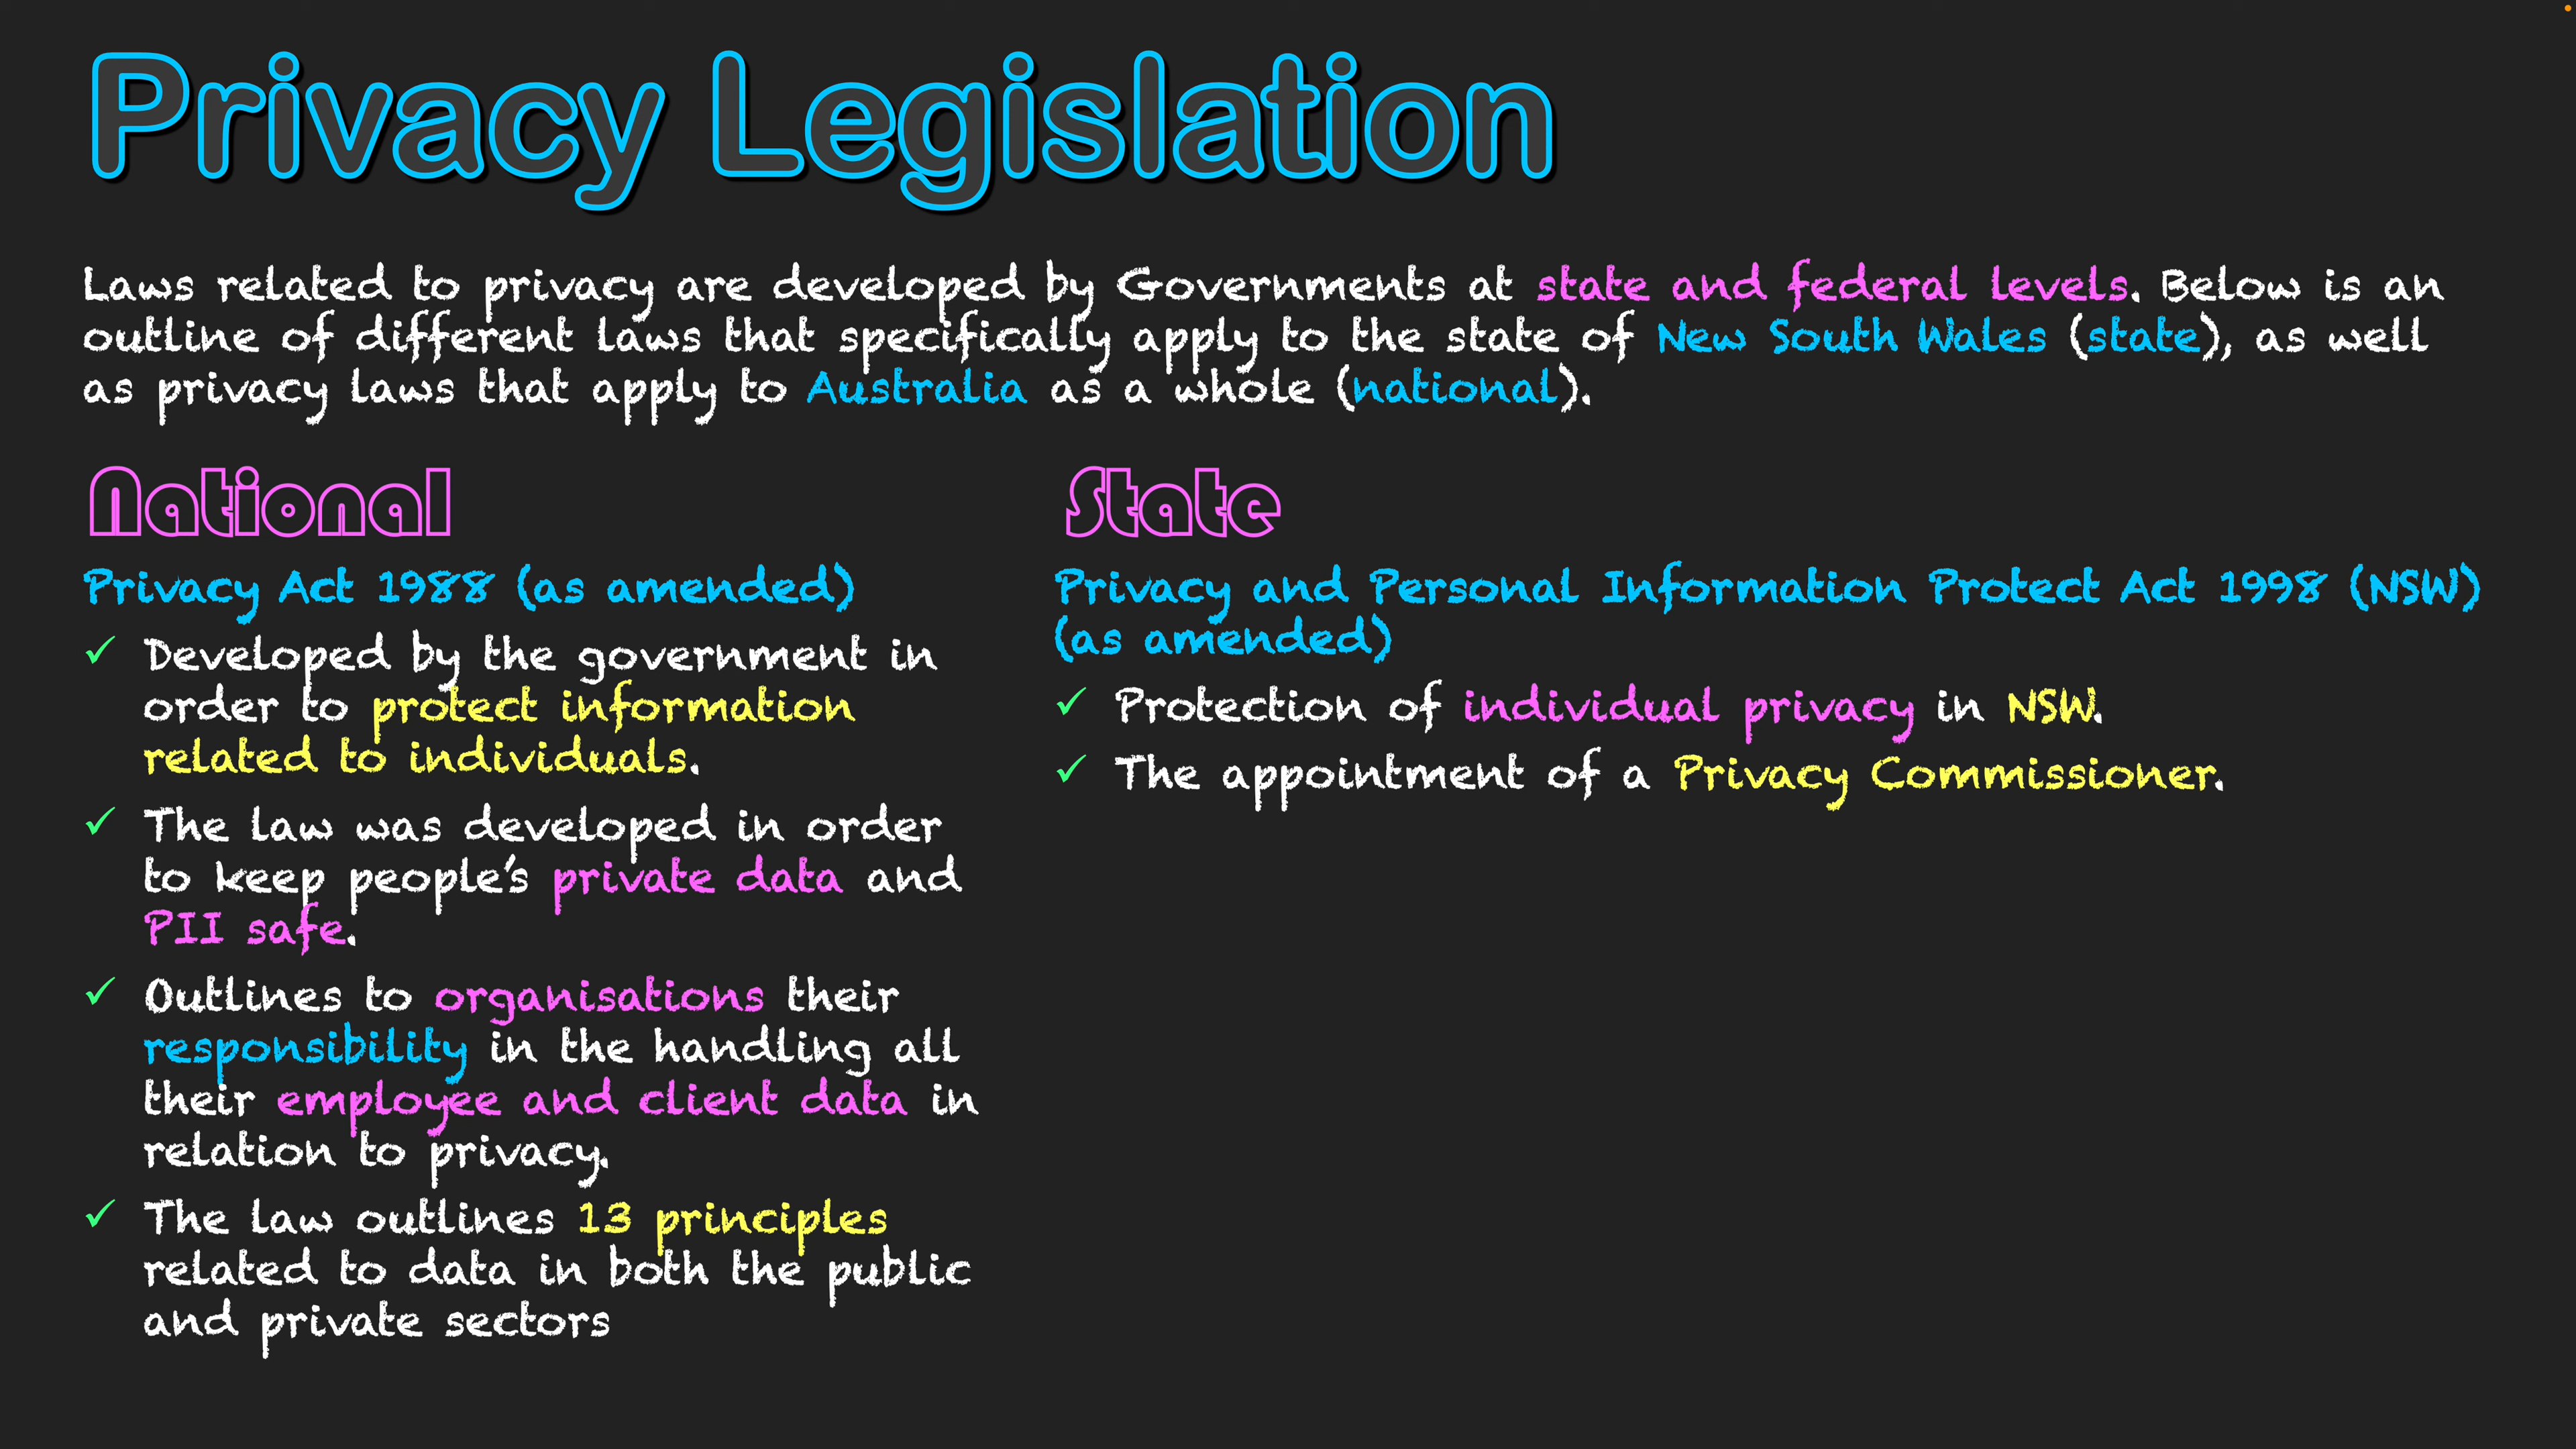 Privacy Legislation
Laws related to privacy are developed by Governments at state and federal levels. Below is an
outline of different laws that specifically apply to the state of New South Wales (state), as well
as privacy laws that apply to Australia as a whole (national).
National
Privacy Act 1988 (as amended)
✓ Developed by the government in
order to protect information
related to individuals.
✓ The law was developed in order
to keep people's private data and
PII safe.
✓ Outlines to organisations their
responsibility in the handling all
their employee and client data in
relation to privacy.
✓ The law outlines 13 principles
related to data in both the public
and private sectors
State
Privacy and Personal Information Protect Act 1998 (NSW)
(as amended)
✓ Protection of individual privacy in NSW.
✓ The appointment of a Privacy Commissioner.